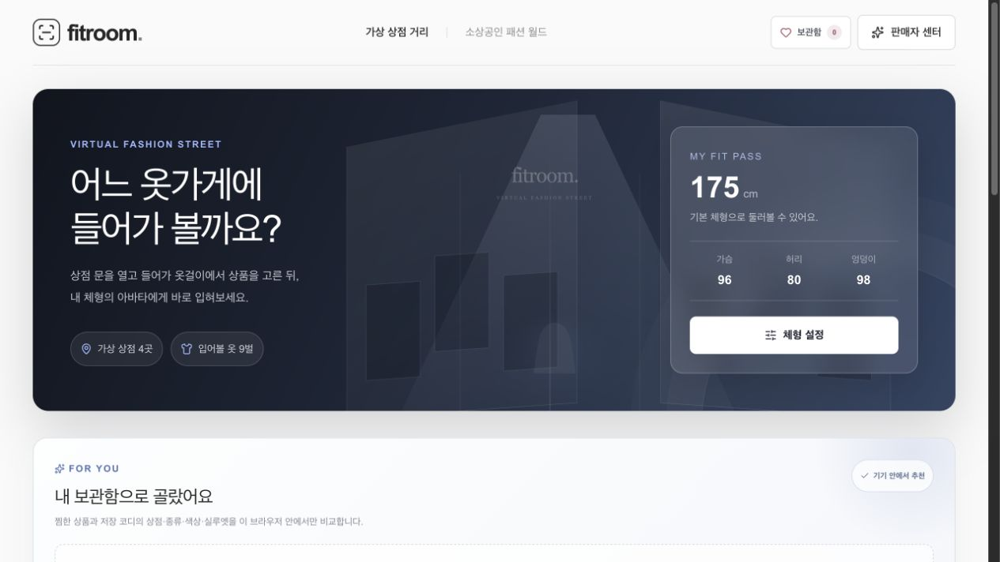 fitroom.
가상 상점 거리
소상공인 패션 월드
보관함 0
판매자 센터
VIRTUAL FASHION STREET
어느 옷가게에
들어가 볼까요?
상점 문을 열고 들어가 옷걸이에서 상품을 고른 뒤,
내 체형의 아바타에게 바로 입혀보세요.
가상 상점 4곳
입어볼 옷 9벌
fitroom.
VIRTUAL FASHION STREET
MY FIT PASS
175 cm
기본 체형으로 둘러볼 수 있어요.
가슴 허리 엉덩이
96 80 98
체형 설정
FOR YOU
내 보관함으로 골랐어요
찜한 상품과 저장 코디의 상점·종류·색상·실루엣을 이 브라우저 안에서만 비교합니다.
기기 안에서 추천